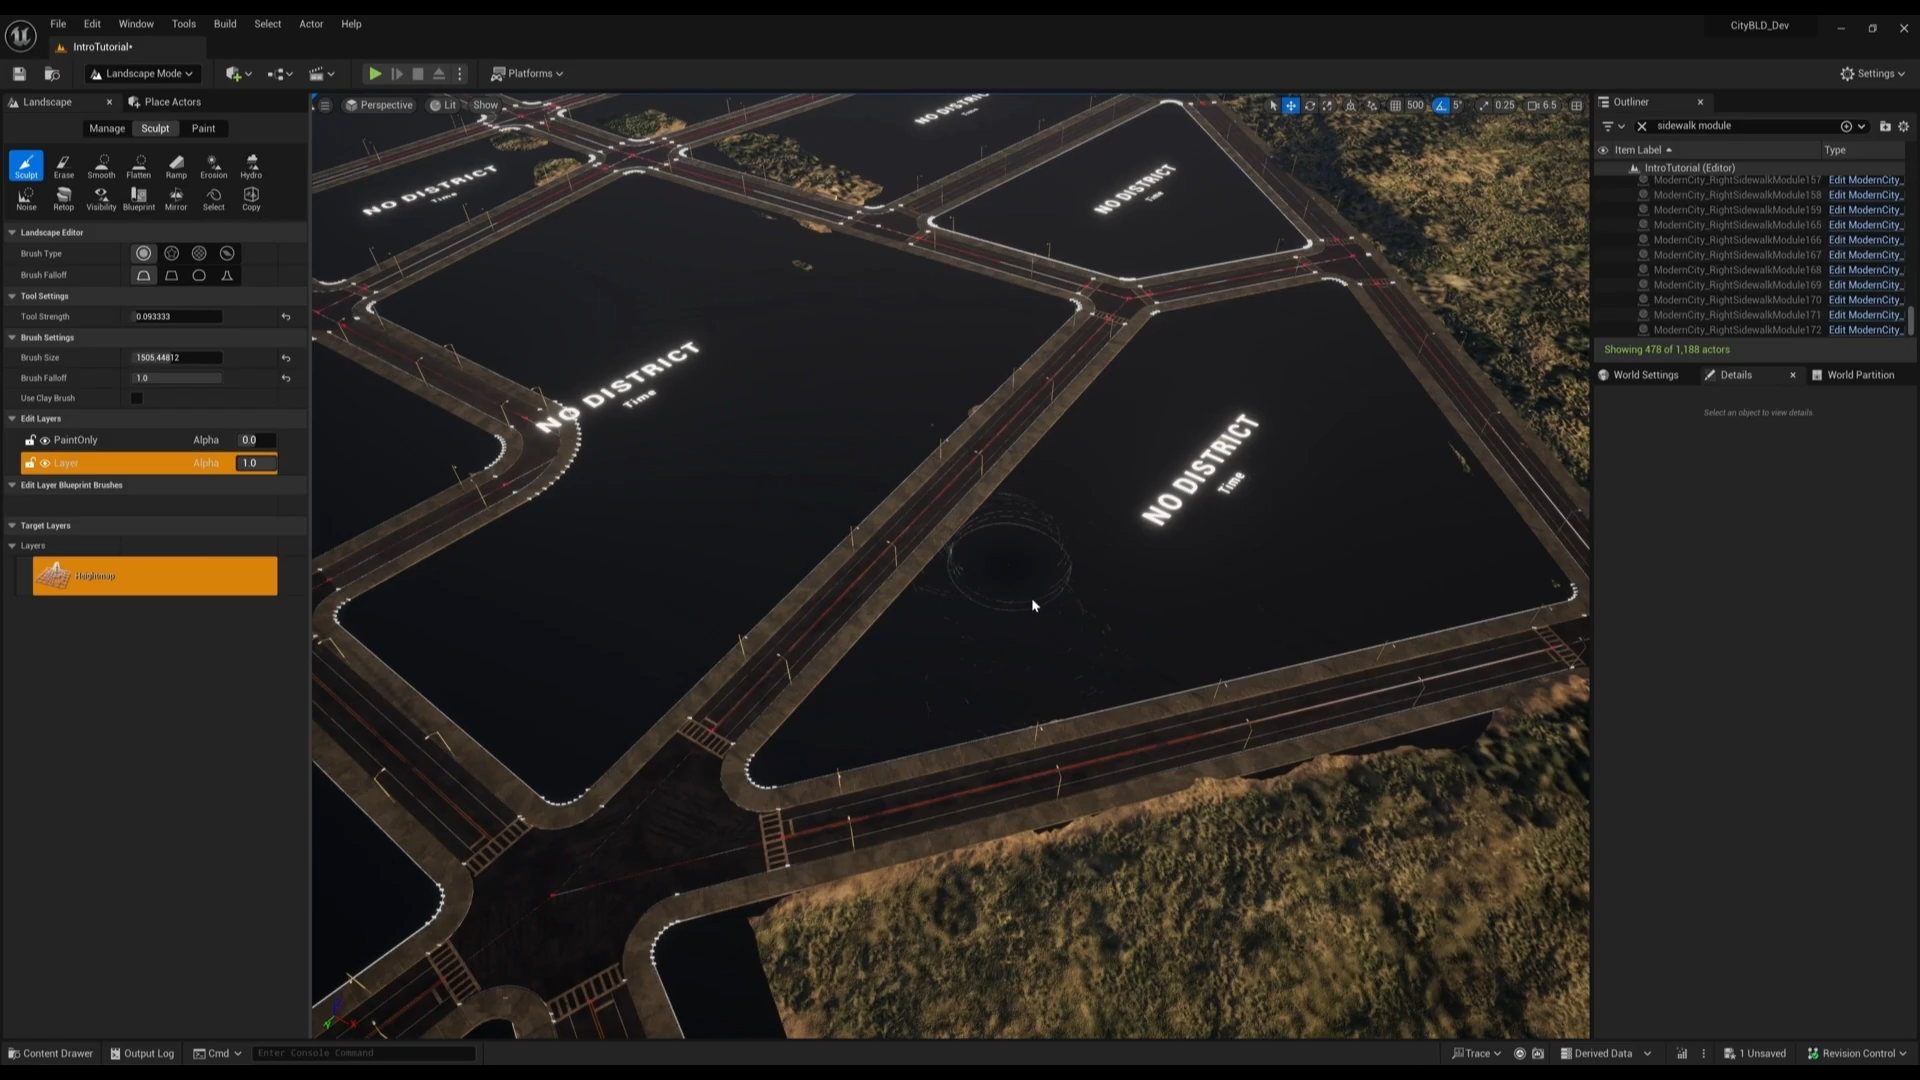 File Edit Window Tools Build Select Actor Help
CityBLD_Dev
IntroTutorial*
Landscape Mode
Platforms
Settings
Landscape
Place Actors
Manage Sculpt Paint
Sculpt Erase Smooth Flatten Ramp Erosion Hydro
Noise Retop Visibility Blueprint Mirror Select Copy
Landscape Editor
Brush Type
Brush Falloff
Tool Settings
Tool Strength 0.093333
Brush Settings
Brush Size 1505.44812
Brush Falloff 1.0
Use Clay Brush
Edit Layers
PaintOnly Alpha 0.0
Layer Alpha 1.0
Edit Layer Blueprint Brushes
Target Layers
Layers
Heightmap
Perspective Lit Show
500 5° 0.25 6.5
NO DISTRIC
Time
NO DISTRICT
Time
NO DISTRICT
Time
NO DISTRICT
Time
NO DISTRICT
Time
Outliner
sidewalk module
Item Label Type
IntroTutorial (Editor)
ModernCity_RightSidewalkModule157 Edit ModernCity_
ModernCity_RightSidewalkModule158 Edit ModernCity_
ModernCity_RightSidewalkModule159 Edit ModernCity_
ModernCity_RightSidewalkModule165 Edit ModernCity_
ModernCity_RightSidewalkModule166 Edit ModernCity_
ModernCity_RightSidewalkModule167 Edit ModernCity_
ModernCity_RightSidewalkModule168 Edit ModernCity_
ModernCity_RightSidewalkModule169 Edit ModernCity_
ModernCity_RightSidewalkModule170 Edit ModernCity_
ModernCity_RightSidewalkModule171 Edit ModernCity_
ModernCity_RightSidewalkModule172 Edit ModernCity_
Showing 478 of 1,188 actors
World Settings Details World Partition
Select an object to view details.
Content Drawer Output Log Cmd Enter Console Command
Trace Derived Data 1 Unsaved Revision Control